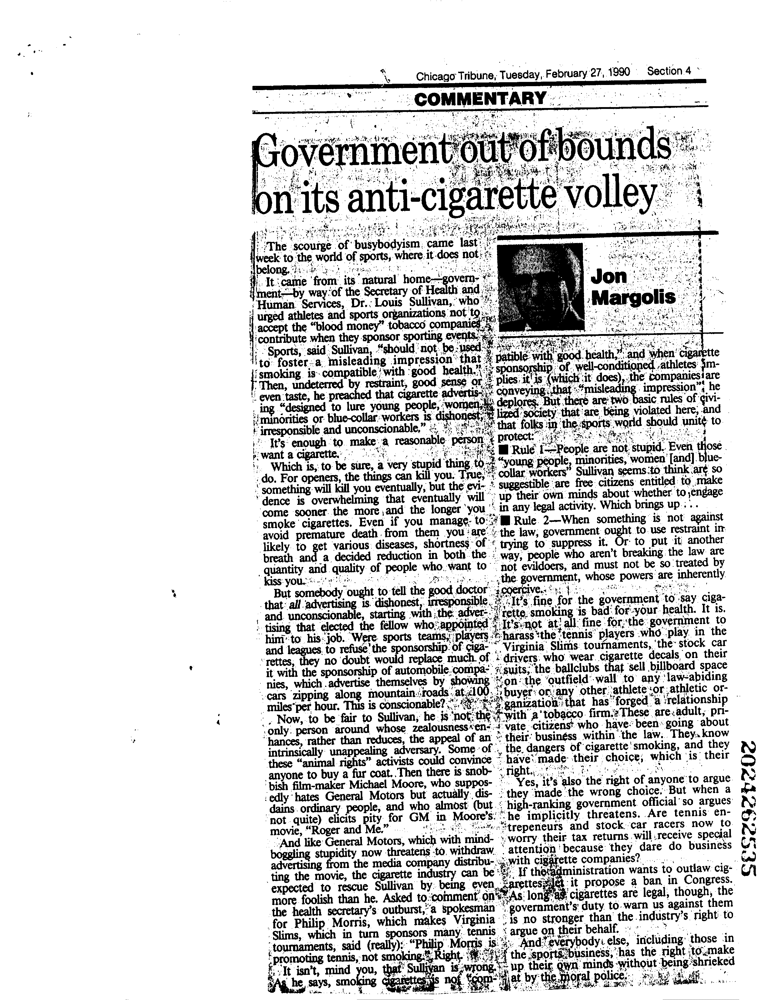 Chicago Tribune, Tuesday, February 27, 1990 Section 4
COMMENTARY
Government out of bounds
on its anti-cigarette volley
The scourge of busybodyism came last
week to the world of sports, where it does not
belong.
It came from its natural home—govern-
ment—by way of the Secretary of Health and
Human Services, Dr. Louis Sullivan, who
urged athletes and sports organizations not to
accept the "blood money" tobacco companies
contribute when they sponsor sporting events.
Sports, said Sullivan, "should not be used
to foster a misleading impression that
smoking is compatible with good health."
Then, undeterred by restraint, good sense or
even taste, he preached that cigarette advertis-
ing "designed to lure young people, women,
minorities or blue-collar workers is dishonest,
irresponsible and unconscionable."
It's enough to make a reasonable person
want a cigarette.
Which is, to be sure, a very stupid thing to
do. For openers, the things can kill you. True,
something will kill you eventually, but the evi-
dence is overwhelming that eventually will
come sooner the more and the longer you
smoke cigarettes. Even if you manage to
avoid premature death from them you are
likely to get various diseases, shortness of
breath and a decided reduction in both the
quantity and quality of people who want to
kiss you.
But somebody ought to tell the good doctor
that all advertising is dishonest, irresponsible
and unconscionable, starting with the adver-
tising that elected the fellow who appointed
him to his job. Were sports teams, players
and leagues to refuse the sponsorship of ciga-
rettes, they no doubt would replace much of
it with the sponsorship of automobile compa-
nies, which advertise themselves by showing
cars zipping along mountain roads at 100
miles per hour. This is conscionable?
Now, to be fair to Sullivan, he is not the
only person around whose zealousness en-
hances, rather than reduces, the appeal of an
intrinsically unappealing adversary. Some of
these "animal rights" activists could convince
anyone to buy a fur coat. Then there is snob-
bish film-maker Michael Moore, who suppos-
edly hates General Motors but actually dis-
dains ordinary people, and who almost (but
not quite) elicits pity for GM in Moore's
movie, "Roger and Me."
And like General Motors, which with mind-
boggling stupidity now threatens to withdraw
advertising from the media company distribu-
ting the movie, the cigarette industry can be
expected to rescue Sullivan by being even
more foolish than he. Asked to comment on
the health secretary's outburst, a spokesman
for Philip Morris, which makes Virginia
Slims, which in turn sponsors many tennis
tournaments, said (really): "Philip Morris is
promoting tennis, not smoking." Right.
It isn't, mind you, that Sullivan is wrong.
As he says, smoking cigarettes is not "com-
Jon
Margolis
patible with good health," and when cigarette
sponsorship of well-conditioned athletes im-
plies it is (which it does), the companies are
conveying that "misleading impression" he
deplores. But there are two basic rules of civi-
lized society that are being violated here, and
that folks in the sports world should unite to
protect:
■ Rule 1—People are not stupid. Even those
"young people, minorities, women [and] blue-
collar workers" Sullivan seems to think are so
suggestible are free citizens entitled to make
up their own minds about whether to engage
in any legal activity. Which brings up . . .
■ Rule 2—When something is not against
the law, government ought to use restraint in
trying to suppress it. Or to put it another
way, people who aren't breaking the law are
not evildoers, and must not be so treated by
the government, whose powers are inherently
coercive.
It's fine for the government to say ciga-
rette smoking is bad for your health. It is.
It's not at all fine for the government to
harass the tennis players who play in the
Virginia Slims tournaments, the stock car
drivers who wear cigarette decals on their
suits, the ballclubs that sell billboard space
on the outfield wall to any law-abiding
buyer or any other athlete or athletic or-
ganization that has forged a relationship
with a tobacco firm. These are adult, pri-
vate citizens who have been going about
their business within the law. They know
the dangers of cigarette smoking, and they
have made their choice, which is their
right.
Yes, it's also the right of anyone to argue
they made the wrong choice. But when a
high-ranking government official so argues
he implicitly threatens. Are tennis en-
trepeneurs and stock car racers now to
worry their tax returns will receive special
attention because they dare do business
with cigarette companies?
If the administration wants to outlaw cig-
arettes, let it propose a ban in Congress.
As long as cigarettes are legal, though, the
government's duty to warn us against them
is no stronger than the industry's right to
argue on their behalf.
And everybody else, including those in
the sports business, has the right to make
up their own minds without being shrieked
at by the moral police.
2024262535